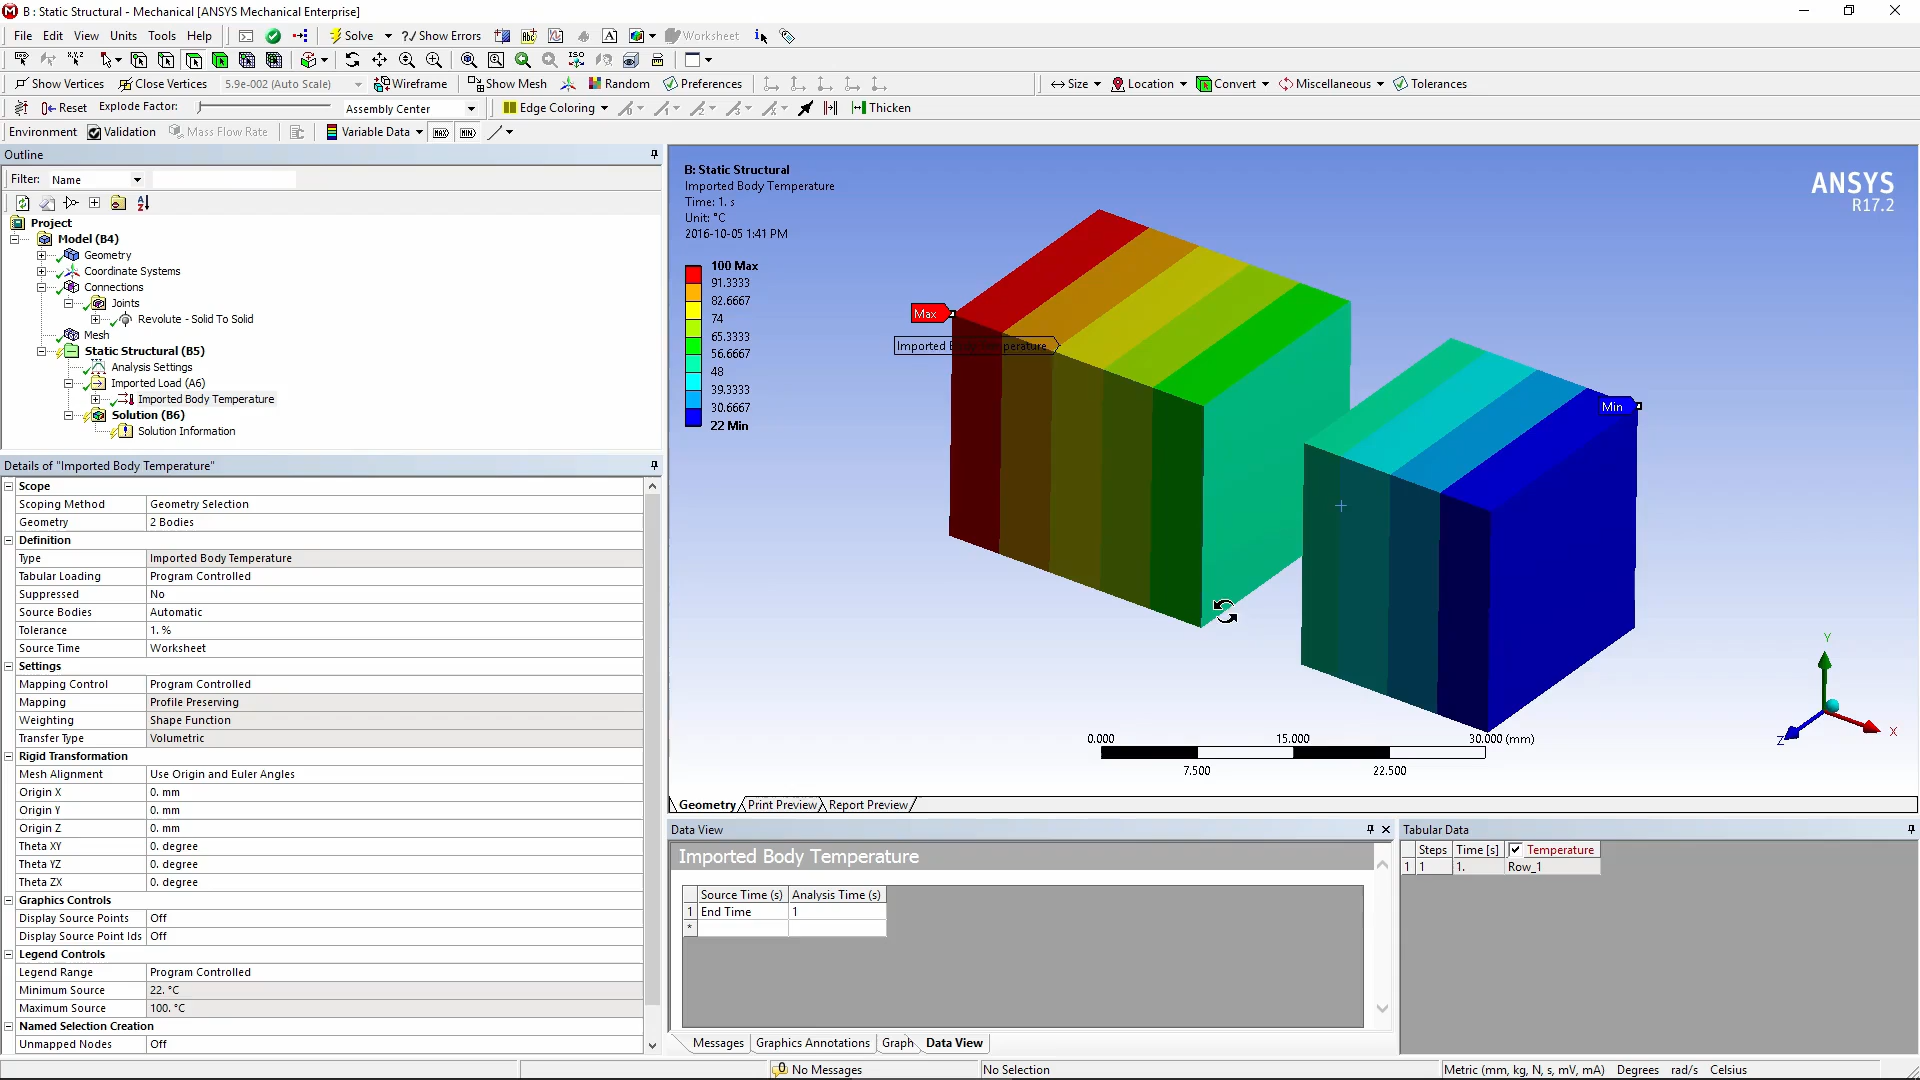 B : Static Structural - Mechanical [ANSYS Mechanical Enterprise]
File Edit View Units Tools Help Solve ?/ Show Errors Worksheet
Show Vertices Close Vertices 5.9e-002 (Auto Scale) Wireframe Show Mesh Random Preferences Size Location Convert Miscellaneous Tolerances
Reset Explode Factor: Assembly Center Edge Coloring Thicken
Environment Validation Mass Flow Rate Variable Data MAX MIN
Outline
Filter: Name
Project
Model (B4)
Geometry
Coordinate Systems
Connections
Joints
Revolute - Solid To Solid
Mesh
Static Structural (B5)
Analysis Settings
Imported Load (A6)
Imported Body Temperature
Solution (B6)
Solution Information
Details of "Imported Body Temperature"
Scope
Scoping Method Geometry Selection
Geometry 2 Bodies
Definition
Type Imported Body Temperature
Tabular Loading Program Controlled
Suppressed No
Source Bodies Automatic
Tolerance 1. %
Source Time Worksheet
Settings
Mapping Control Program Controlled
Mapping Profile Preserving
Weighting Shape Function
Transfer Type Volumetric
Rigid Transformation
Mesh Alignment Use Origin and Euler Angles
Origin X 0. mm
Origin Y 0. mm
Origin Z 0. mm
Theta XY 0. degree
Theta YZ 0. degree
Theta ZX 0. degree
Graphics Controls
Display Source Points Off
Display Source Point Ids Off
Legend Controls
Legend Range Program Controlled
Minimum Source 22. °C
Maximum Source 100. °C
Named Selection Creation
Unmapped Nodes Off
B: Static Structural
Imported Body Temperature
Time: 1. s
Unit: °C
2016-10-05 1:41 PM
100 Max
91.3333
82.6667
74
65.3333
56.6667
48
39.3333
30.6667
22 Min
ANSYS
R17.2
Max
Imported Body Temperature
Min
0.000 15.000 30.000 (mm)
7.500 22.500
Y
X
Z
Geometry Print Preview Report Preview
Data View
Imported Body Temperature
Source Time (s) Analysis Time (s)
1 End Time 1
*
Messages Graphics Annotations Graph Data View
Tabular Data
Steps Time [s] Temperature
1 1 1. Row_1
0 No Messages No Selection Metric (mm, kg, N, s, mV, mA) Degrees rad/s Celsius